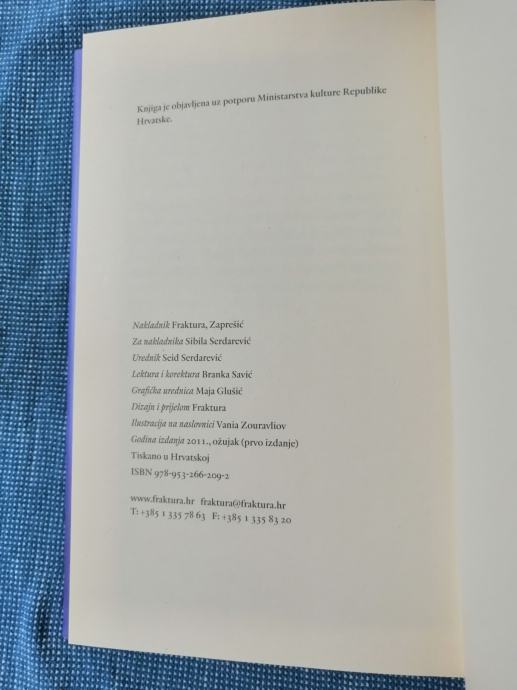 Knjiga je objavljena uz potporu Ministarstva kulture Republike
Hrvatske.
Nakladnik Fraktura, Zaprešić
Za nakladnika Sibila Serdarević
Urednik Seid Serdarević
Lektura i korektura Branka Savić
Grafička urednica Maja Glušić
Dizajn i prijelom Fraktura
Ilustracija na naslovnici Vania Zouravliov
Godina izdanja 2011., ožujak (prvo izdanje)
Tiskano u Hrvatskoj
ISBN 978-953-266-209-2
www.fraktura.hr fraktura@fraktura.hr
T: +385 1 335 78 63 F: +385 1 335 83 20